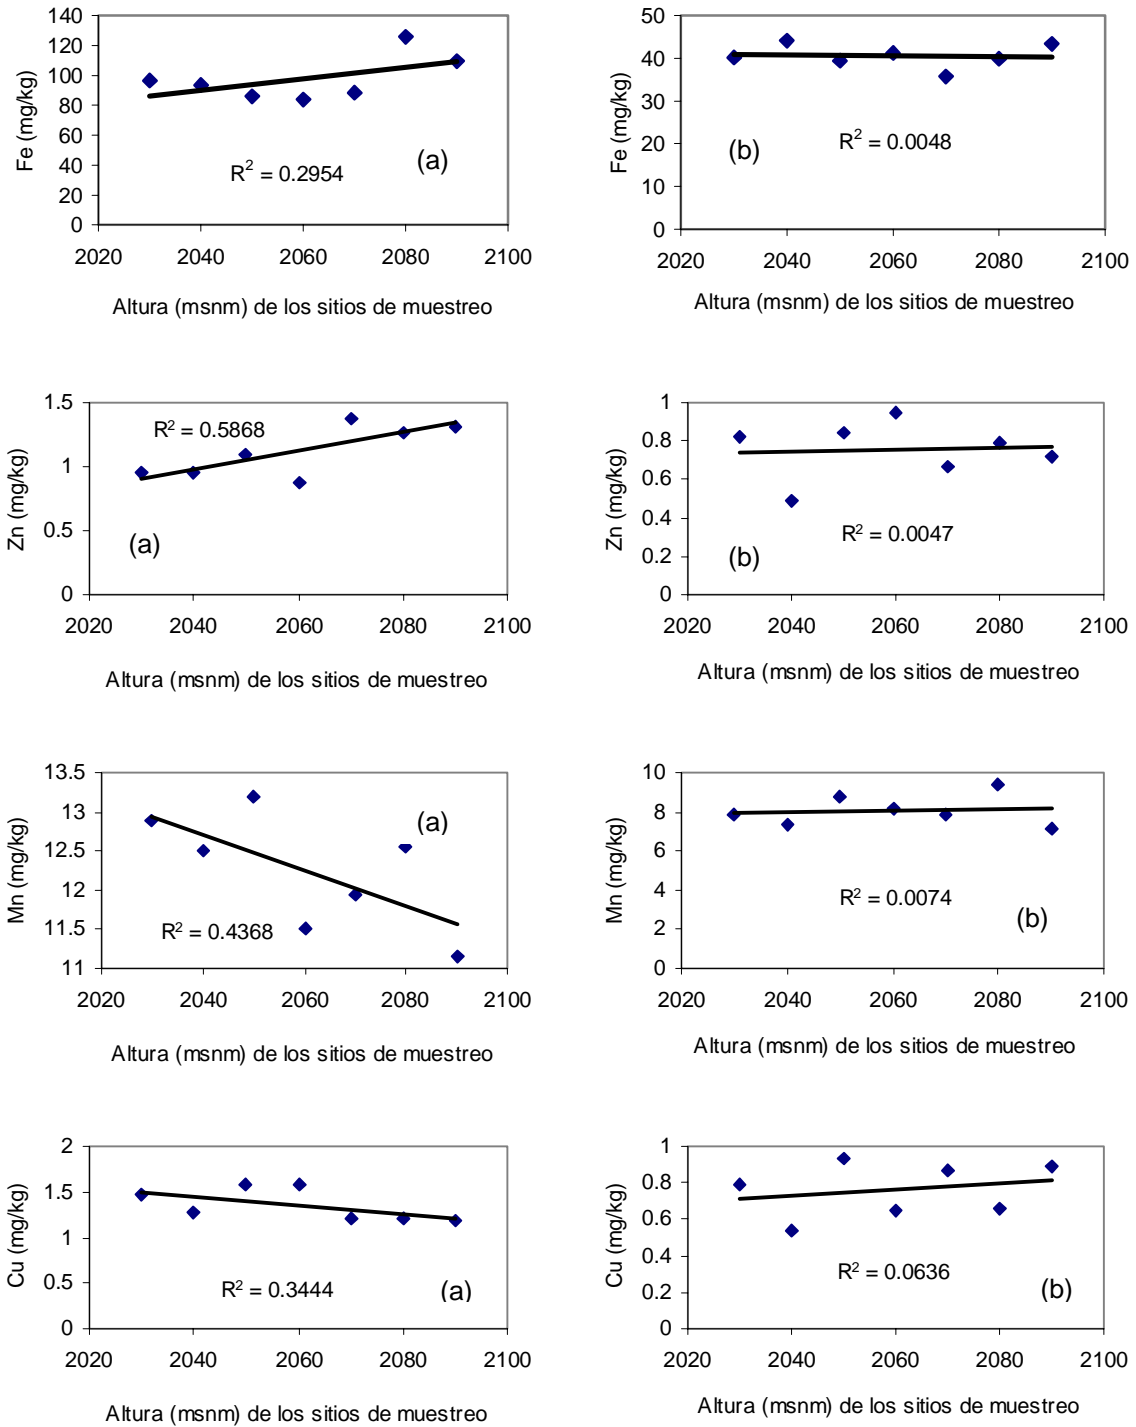 140
120
100
80
60
40
20
0
Fe (mg/kg)
R² = 0.2954
(a)
2020 2040 2060 2080 2100
Altura (msnm) de los sitios de muestreo
50
40
30
20
10
0
Fe (mg/kg)
(b)
R² = 0.0048
2020 2040 2060 2080 2100
Altura (msnm) de los sitios de muestreo
1.5
1
0.5
0
Zn (mg/kg)
R² = 0.5868
(a)
2020 2040 2060 2080 2100
Altura (msnm) de los sitios de muestreo
1
0.8
0.6
0.4
0.2
0
Zn (mg/kg)
R² = 0.0047
(b)
2020 2040 2060 2080 2100
Altura (msnm) de los sitios de muestreo
13.5
13
12.5
12
11.5
11
Mn (mg/kg)
(a)
R² = 0.4368
2020 2040 2060 2080 2100
Altura (msnm) de los sitios de muestreo
10
8
6
4
2
0
Mn (mg/kg)
R² = 0.0074
(b)
2020 2040 2060 2080 2100
Altura (msnm) de los sitios de muestreo
2
1.5
1
0.5
0
Cu (mg/kg)
R² = 0.3444
(a)
2020 2040 2060 2080 2100
Altura (msnm) de los sitios de muestreo
1
0.8
0.6
0.4
0.2
0
Cu (mg/kg)
R² = 0.0636
(b)
2020 2040 2060 2080 2100
Altura (msnm) de los sitios de muestreo